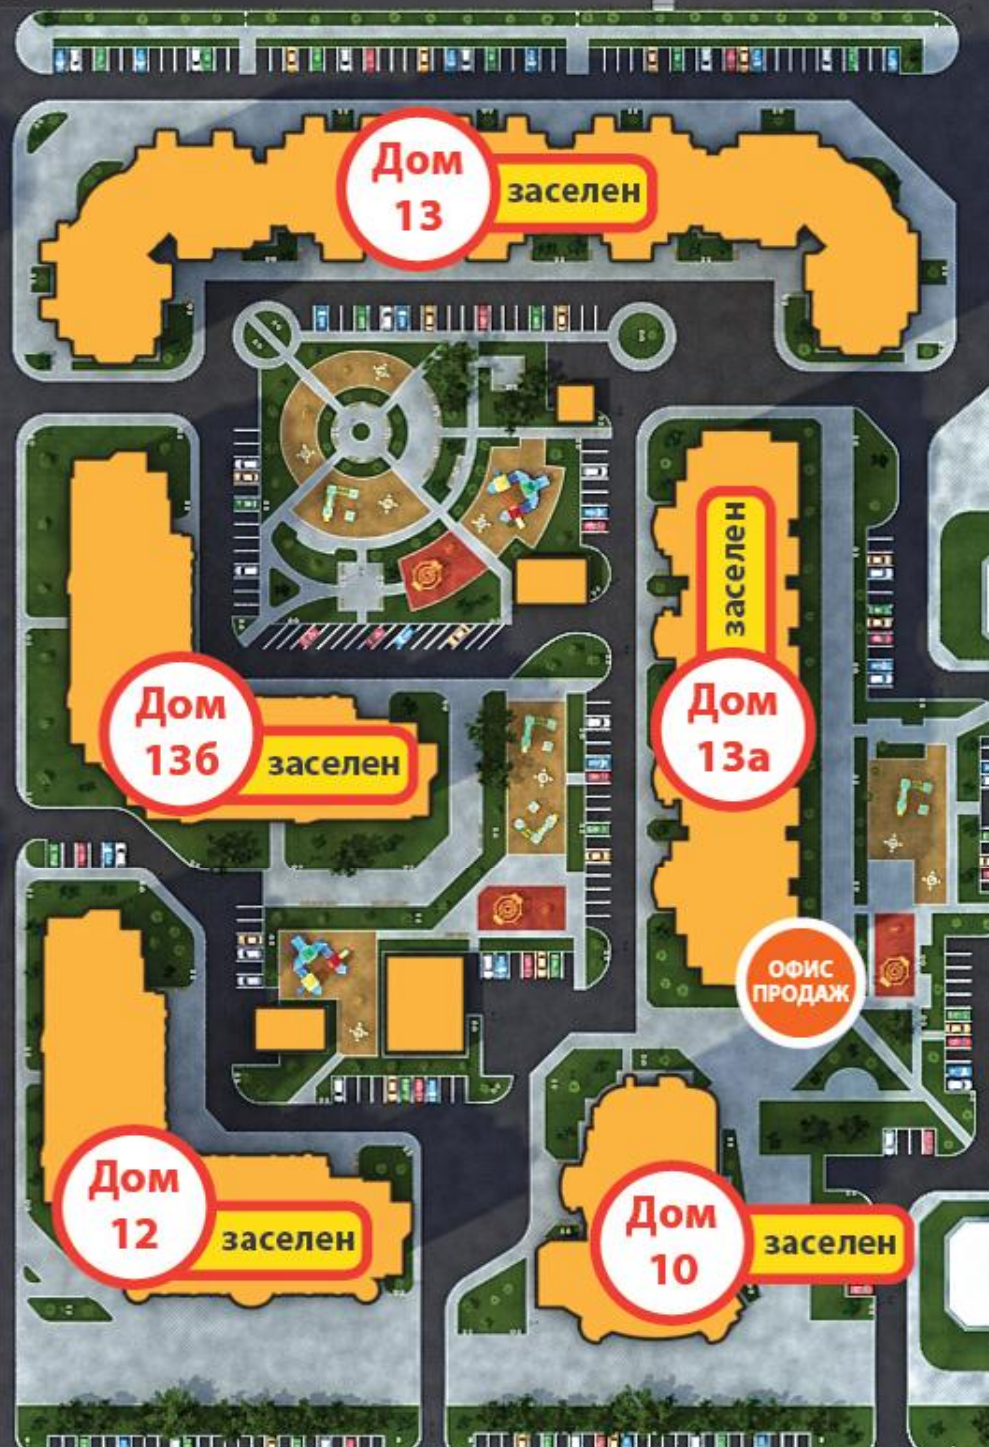 Дом
13
заселен
заселен
Дом
13б
заселен
Дом
13а
ОФИС
ПРОДАЖ
Дом
12
заселен
Дом
10
заселен